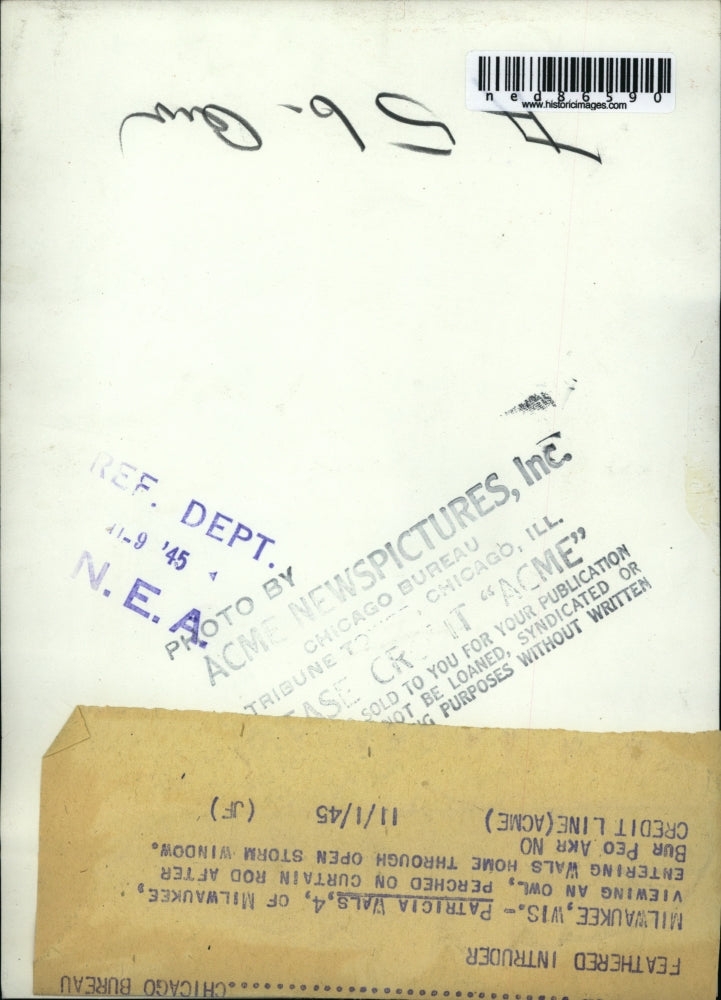 ned86590
www.historicimages.com
REF. DEPT.
11-9 '45
N. E. A.
PHOTO BY
ACME NEWSPICTURES, Inc.
CHICAGO BUREAU
TRIBUNE CHICAGO, ILL.
"ACME"
SOLD TO YOU FOR YOUR PUBLICATION
NOT BE LOANED, SYNDICATED OR
PURPOSES WITHOUT WRITTEN
CHICAGO BUREAU
FEATHERED INTRUDER
MILWAUKEE,WIS.- PATRICIA WALS,4, OF MILWAUKEE,
VIEWING AN OWL, PERCHED ON CURTAIN ROD AFTER
ENTERING WALS HOME THROUGH OPEN STORM WINDOW.
BUR PEO AKR NO
CREDIT LINE(ACME) 11/1/45 (JF)